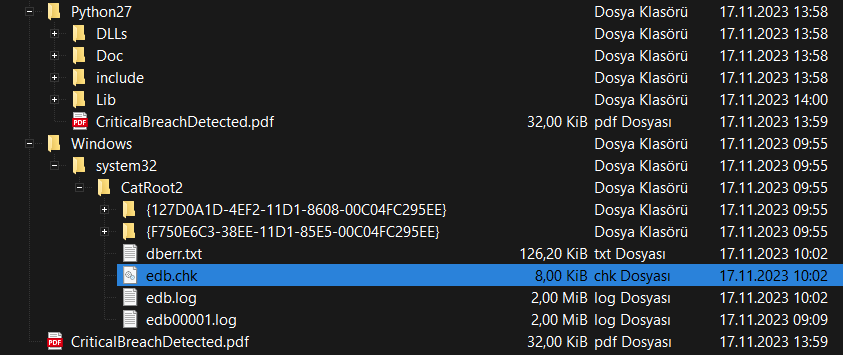 Python27 Dosya Klasörü 17.11.2023 13:58
DLLs Dosya Klasörü 17.11.2023 13:58
Doc Dosya Klasörü 17.11.2023 13:58
include Dosya Klasörü 17.11.2023 13:58
Lib Dosya Klasörü 17.11.2023 14:00
PDF CriticalBreachDetected.pdf 32,00 KiB pdf Dosyası 17.11.2023 13:59
Windows Dosya Klasörü 17.11.2023 09:55
system32 Dosya Klasörü 17.11.2023 09:55
CatRoot2 Dosya Klasörü 17.11.2023 09:55
{127D0A1D-4EF2-11D1-8608-00C04FC295EE} Dosya Klasörü 17.11.2023 09:55
{F750E6C3-38EE-11D1-85E5-00C04FC295EE} Dosya Klasörü 17.11.2023 09:55
dberr.txt 126,20 KiB txt Dosyası 17.11.2023 10:02
edb.chk 8,00 KiB chk Dosyası 17.11.2023 10:02
edb.log 2,00 MiB log Dosyası 17.11.2023 10:02
edb00001.log 2,00 MiB log Dosyası 17.11.2023 09:09
PDF CriticalBreachDetected.pdf 32,00 KiB pdf Dosyası 17.11.2023 13:59